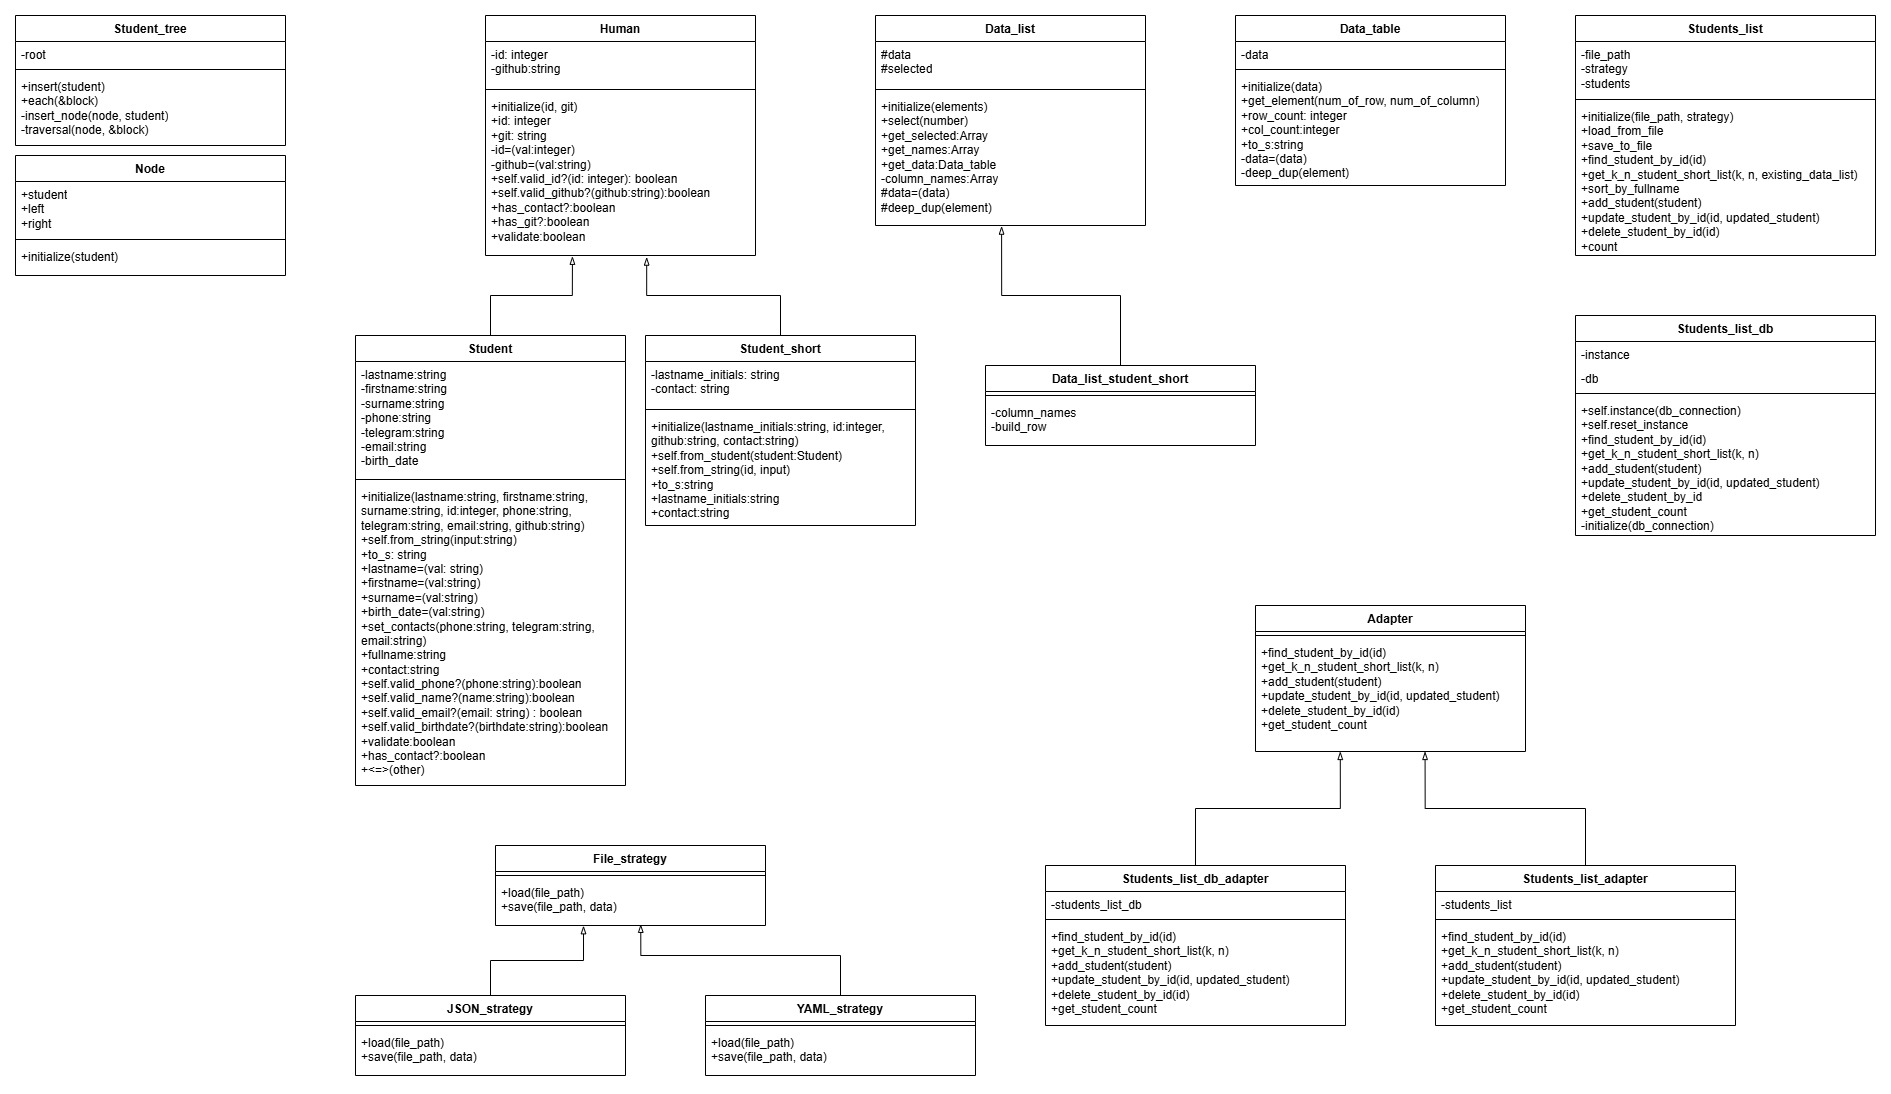 Student_tree
-root
+insert(student)
+each(&block)
-insert_node(node, student)
-traversal(node, &block)
Node
+student
+left
+right
+initialize(student)
Human
-id: integer
-github:string
+initialize(id, git)
+id: integer
+git: string
-id=(val:integer)
-github=(val:string)
+self.valid_id?(id: integer): boolean
+self.valid_github?(github:string):boolean
+has_contact?:boolean
+has_git?:boolean
+validate:boolean
Data_list
#data
#selected
+initialize(elements)
+select(number)
+get_selected:Array
+get_names:Array
+get_data:Data_table
-column_names:Array
#data=(data)
#deep_dup(element)
Data_table
-data
+initialize(data)
+get_element(num_of_row, num_of_column)
+row_count: integer
+col_count:integer
+to_s:string
-data=(data)
-deep_dup(element)
Students_list
-file_path
-strategy
-students
+initialize(file_path, strategy)
+load_from_file
+save_to_file
+find_student_by_id(id)
+get_k_n_student_short_list(k, n, existing_data_list)
+sort_by_fullname
+add_student(student)
+update_student_by_id(id, updated_student)
+delete_student_by_id(id)
+count
Student
-lastname:string
-firstname:string
-surname:string
-phone:string
-telegram:string
-email:string
-birth_date
+initialize(lastname:string, firstname:string,
surname:string, id:integer, phone:string,
telegram:string, email:string, github:string)
+self.from_string(input:string)
+to_s: string
+lastname=(val: string)
+firstname=(val:string)
+surname=(val:string)
+birth_date=(val:string)
+set_contacts(phone:string, telegram:string,
email:string)
+fullname:string
+contact:string
+self.valid_phone?(phone:string):boolean
+self.valid_name?(name:string):boolean
+self.valid_email?(email: string) : boolean
+self.valid_birthdate?(birthdate:string):boolean
+validate:boolean
+has_contact?:boolean
+<=>(other)
Student_short
-lastname_initials: string
-contact: string
+initialize(lastname_initials:string, id:integer,
github:string, contact:string)
+self.from_student(student:Student)
+self.from_string(id, input)
+to_s:string
+lastname_initials:string
+contact:string
Data_list_student_short
-column_names
-build_row
Students_list_db
-instance
-db
+self.instance(db_connection)
+self.reset_instance
+find_student_by_id(id)
+get_k_n_student_short_list(k, n)
+add_student(student)
+update_student_by_id(id, updated_student)
+delete_student_by_id
+get_student_count
-initialize(db_connection)
Adapter
+find_student_by_id(id)
+get_k_n_student_short_list(k, n)
+add_student(student)
+update_student_by_id(id, updated_student)
+delete_student_by_id(id)
+get_student_count
File_strategy
+load(file_path)
+save(file_path, data)
JSON_strategy
+load(file_path)
+save(file_path, data)
YAML_strategy
+load(file_path)
+save(file_path, data)
Students_list_db_adapter
-students_list_db
+find_student_by_id(id)
+get_k_n_student_short_list(k, n)
+add_student(student)
+update_student_by_id(id, updated_student)
+delete_student_by_id(id)
+get_student_count
Students_list_adapter
-students_list
+find_student_by_id(id)
+get_k_n_student_short_list(k, n)
+add_student(student)
+update_student_by_id(id, updated_student)
+delete_student_by_id(id)
+get_student_count